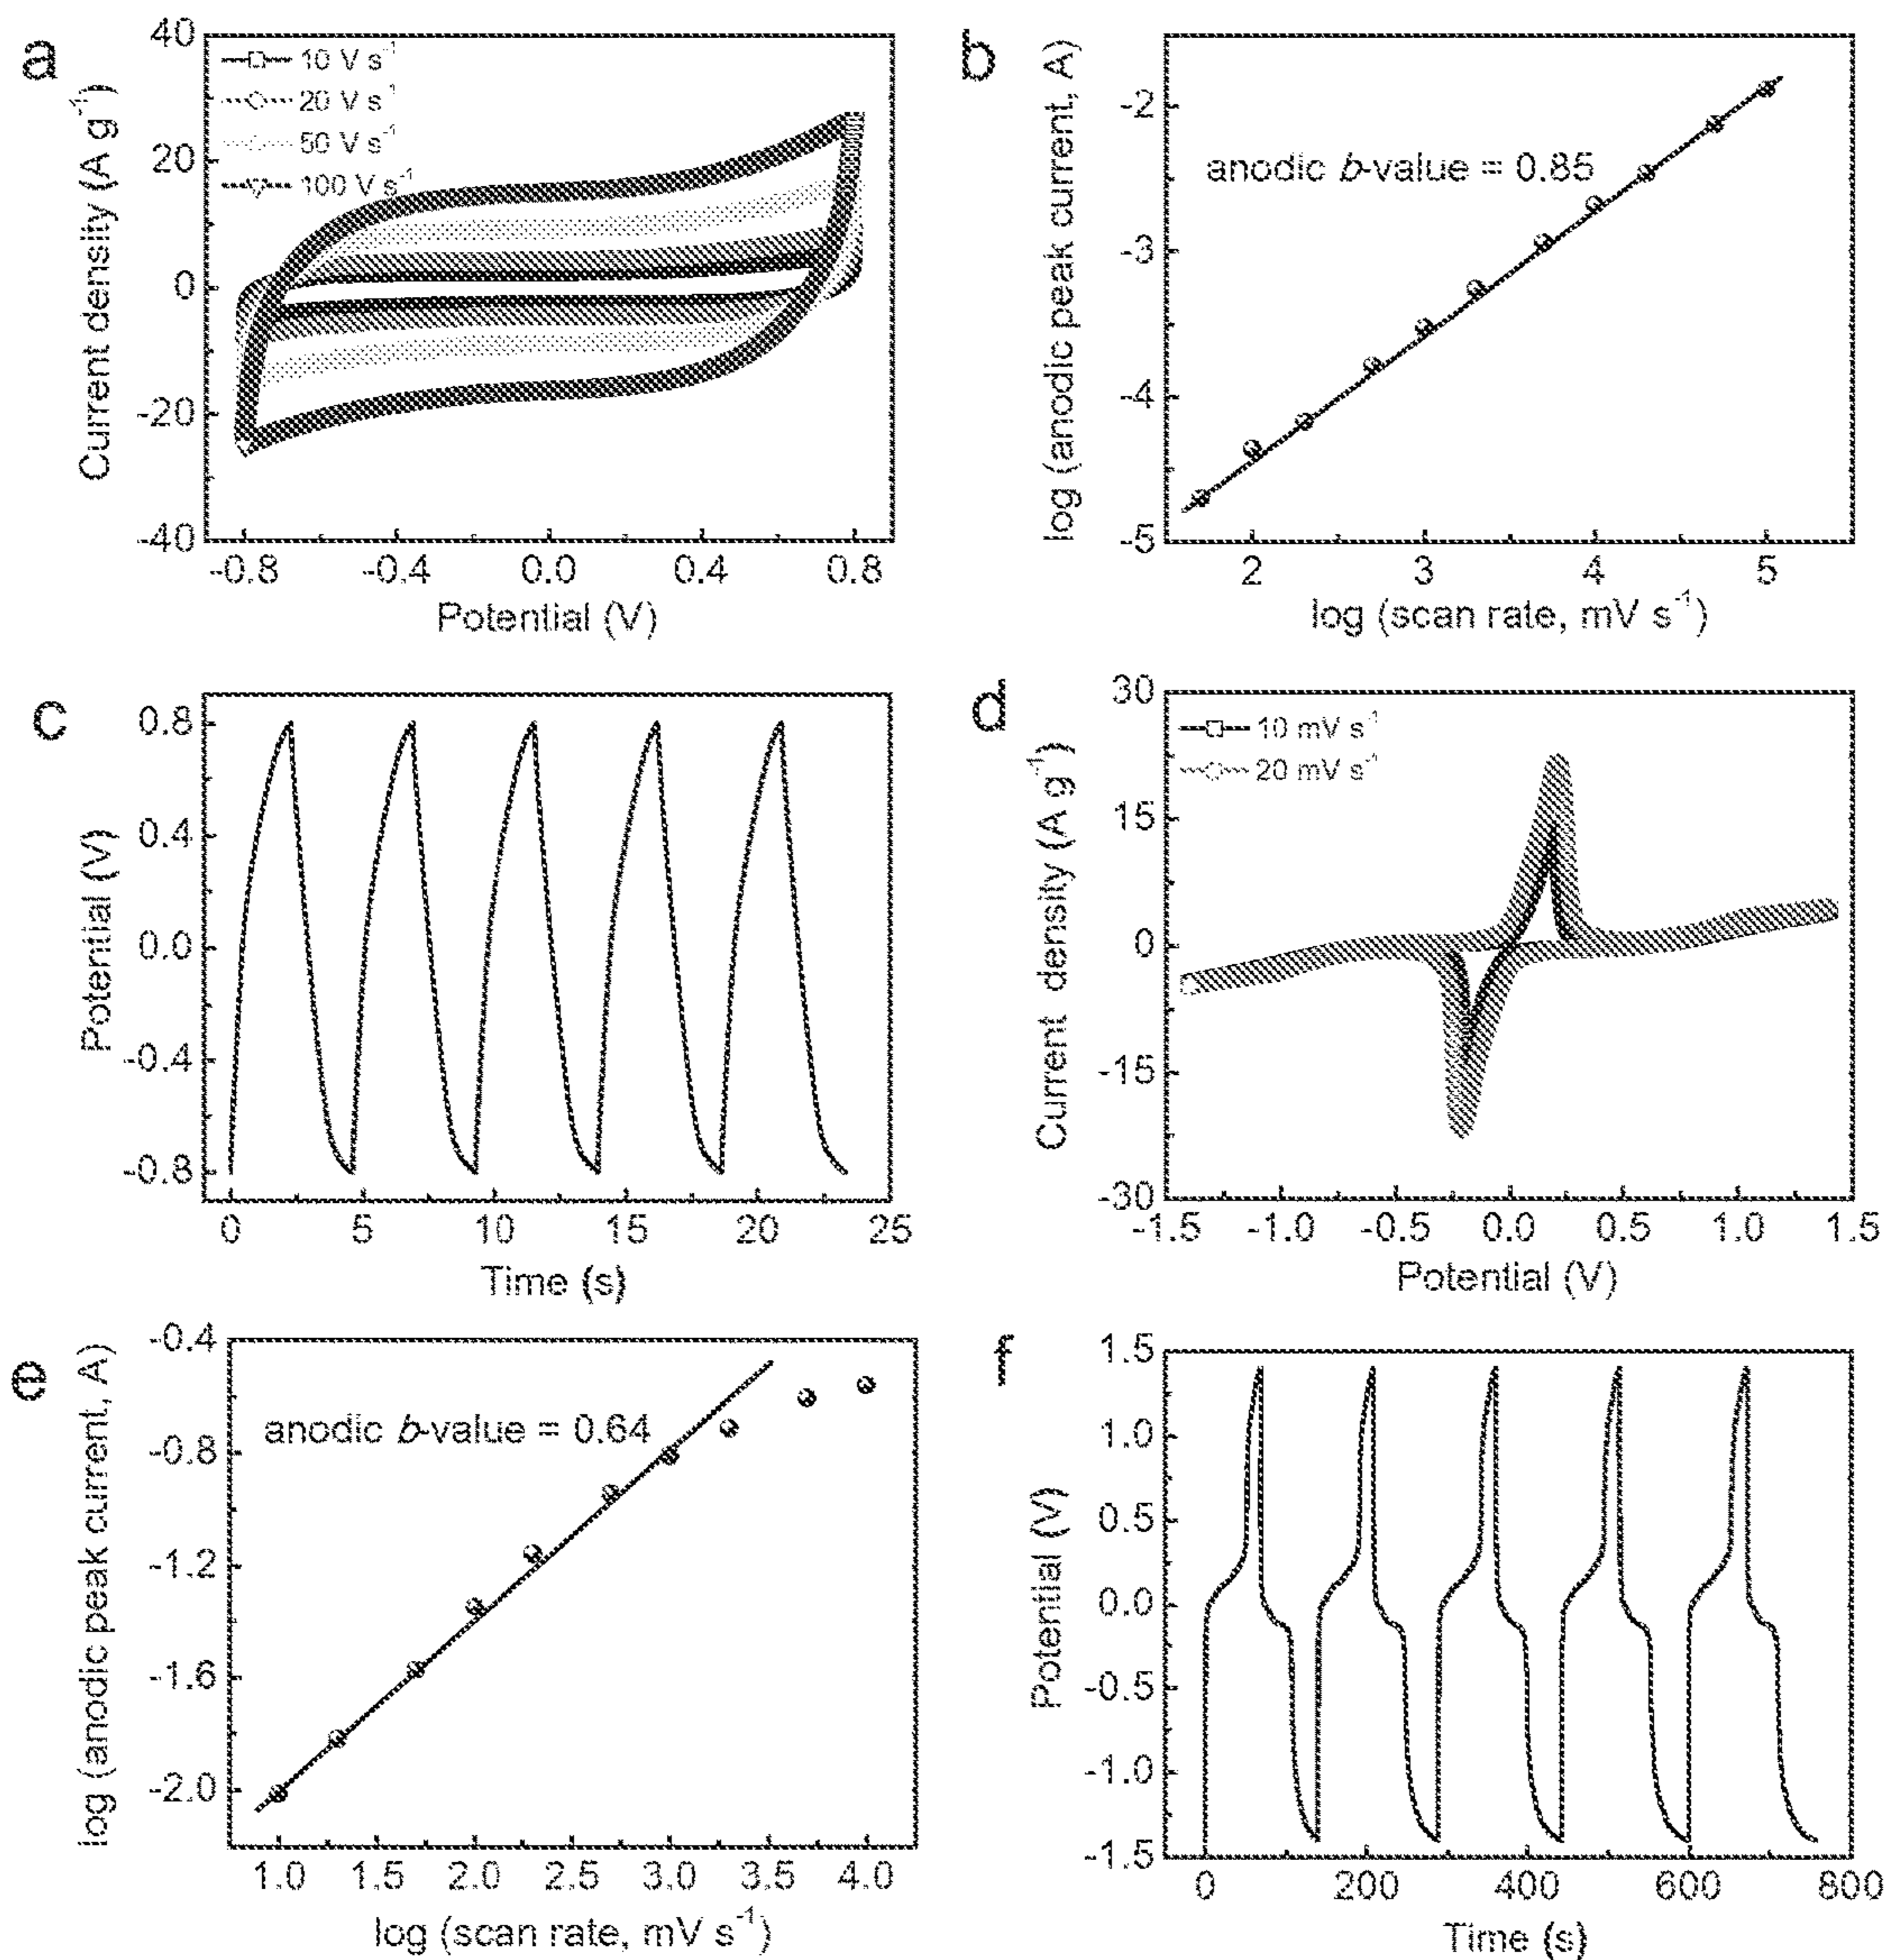 a
40
20
0
-20
-40
-0.8
-0.4
0.0
0.4
0.8
Current density (A g⁻¹)
Potential (V)
10 V s⁻¹
20 V s⁻¹
50 V s⁻¹
100 V s⁻¹
b
-2
-3
-4
-5
2
3
4
5
log (anodic peak current, A)
log (scan rate, mV s⁻¹)
anodic b-value = 0.85
c
0.8
0.4
0.0
-0.4
-0.8
0
5
10
15
20
25
Potential (V)
Time (s)
d
30
15
0
-15
-30
-1.5
-1.0
-0.5
0.0
0.5
1.0
1.5
Current density (A g⁻¹)
Potential (V)
10 mV s⁻¹
20 mV s⁻¹
e
-0.4
-0.8
-1.2
-1.6
-2.0
1.0
1.5
2.0
2.5
3.0
3.5
4.0
log (anodic peak current, A)
log (scan rate, mV s⁻¹)
anodic b-value = 0.64
f
1.5
1.0
0.5
0.0
-0.5
-1.0
-1.5
0
200
400
600
800
Potential (V)
Time (s)